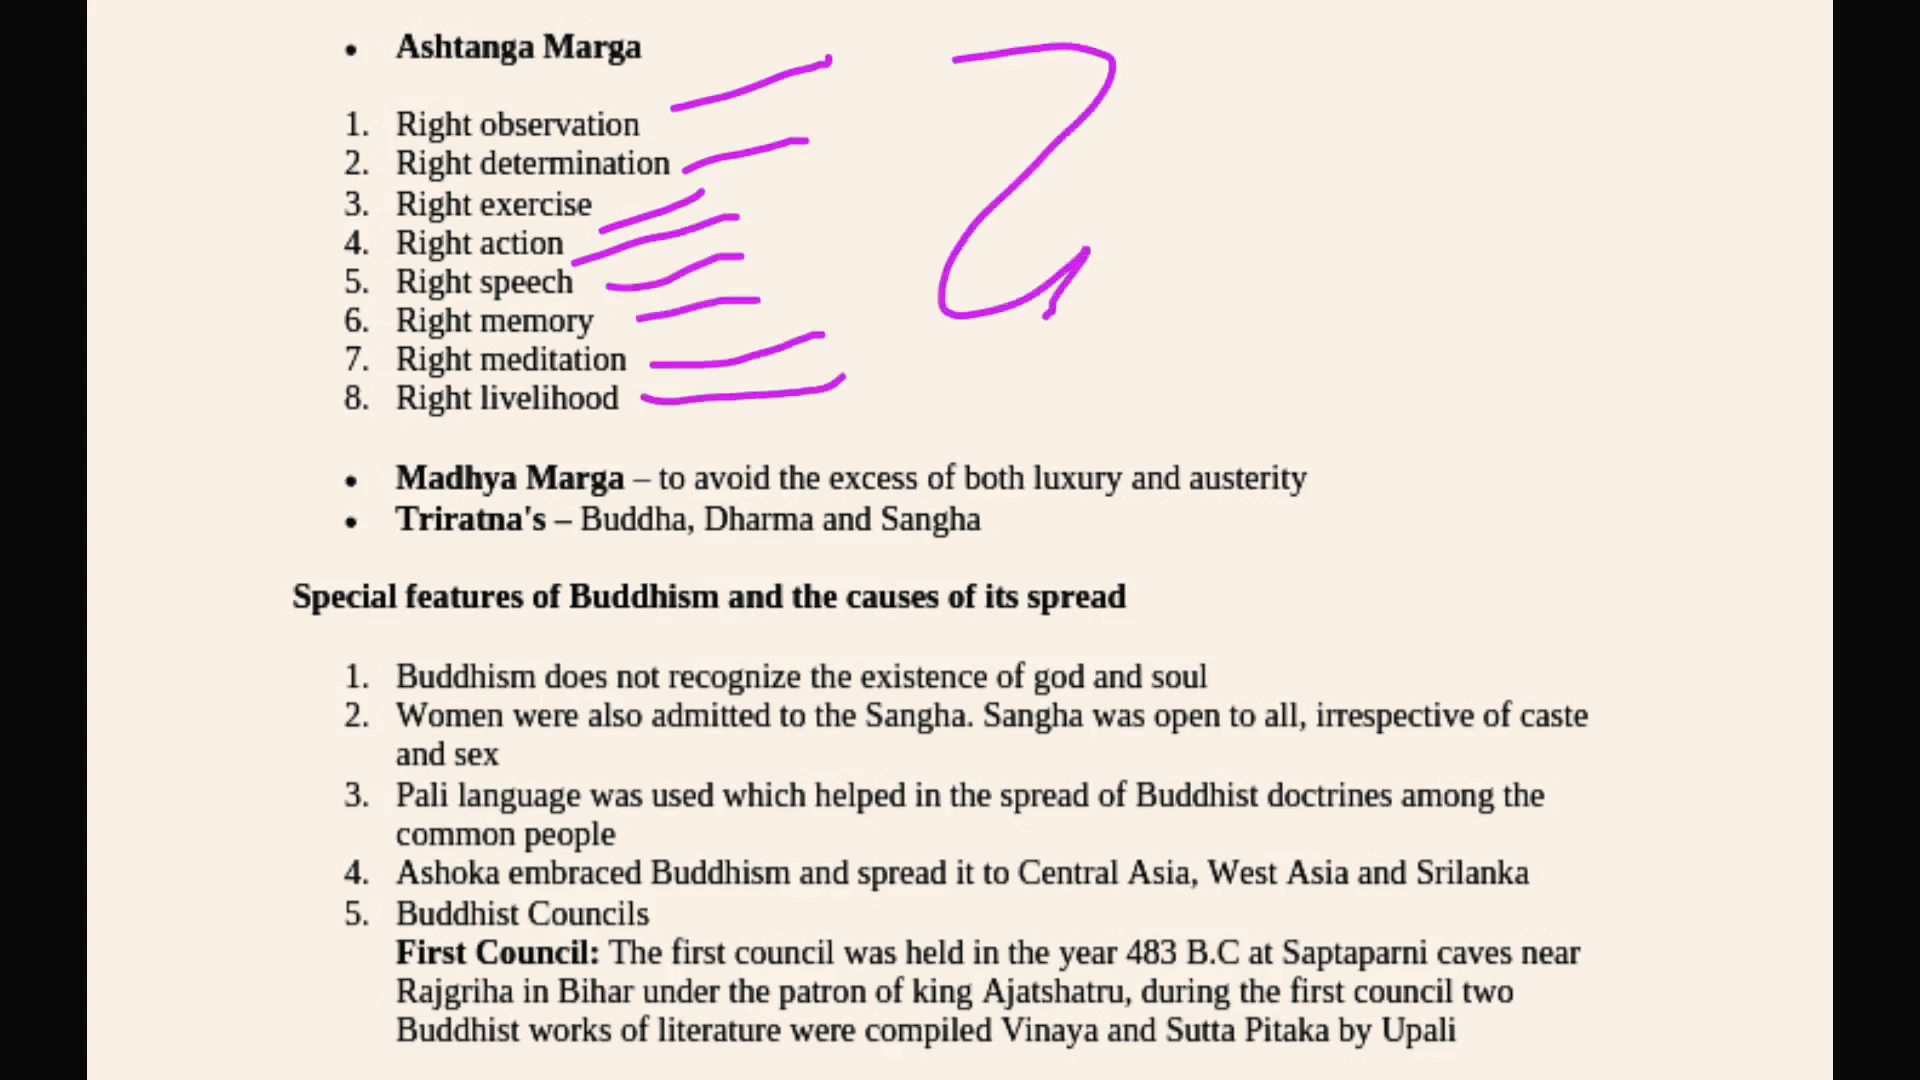 • Ashtanga Marga
1. Right observation
2. Right determination
3. Right exercise
4. Right action
5. Right speech
6. Right memory
7. Right meditation
8. Right livelihood
• Madhya Marga – to avoid the excess of both luxury and austerity
• Triratna's – Buddha, Dharma and Sangha
Special features of Buddhism and the causes of its spread
1. Buddhism does not recognize the existence of god and soul
2. Women were also admitted to the Sangha. Sangha was open to all, irrespective of caste
and sex
3. Pali language was used which helped in the spread of Buddhist doctrines among the
common people
4. Ashoka embraced Buddhism and spread it to Central Asia, West Asia and Srilanka
5. Buddhist Councils
First Council: The first council was held in the year 483 B.C at Saptaparni caves near
Rajgriha in Bihar under the patron of king Ajatshatru, during the first council two
Buddhist works of literature were compiled Vinaya and Sutta Pitaka by Upali